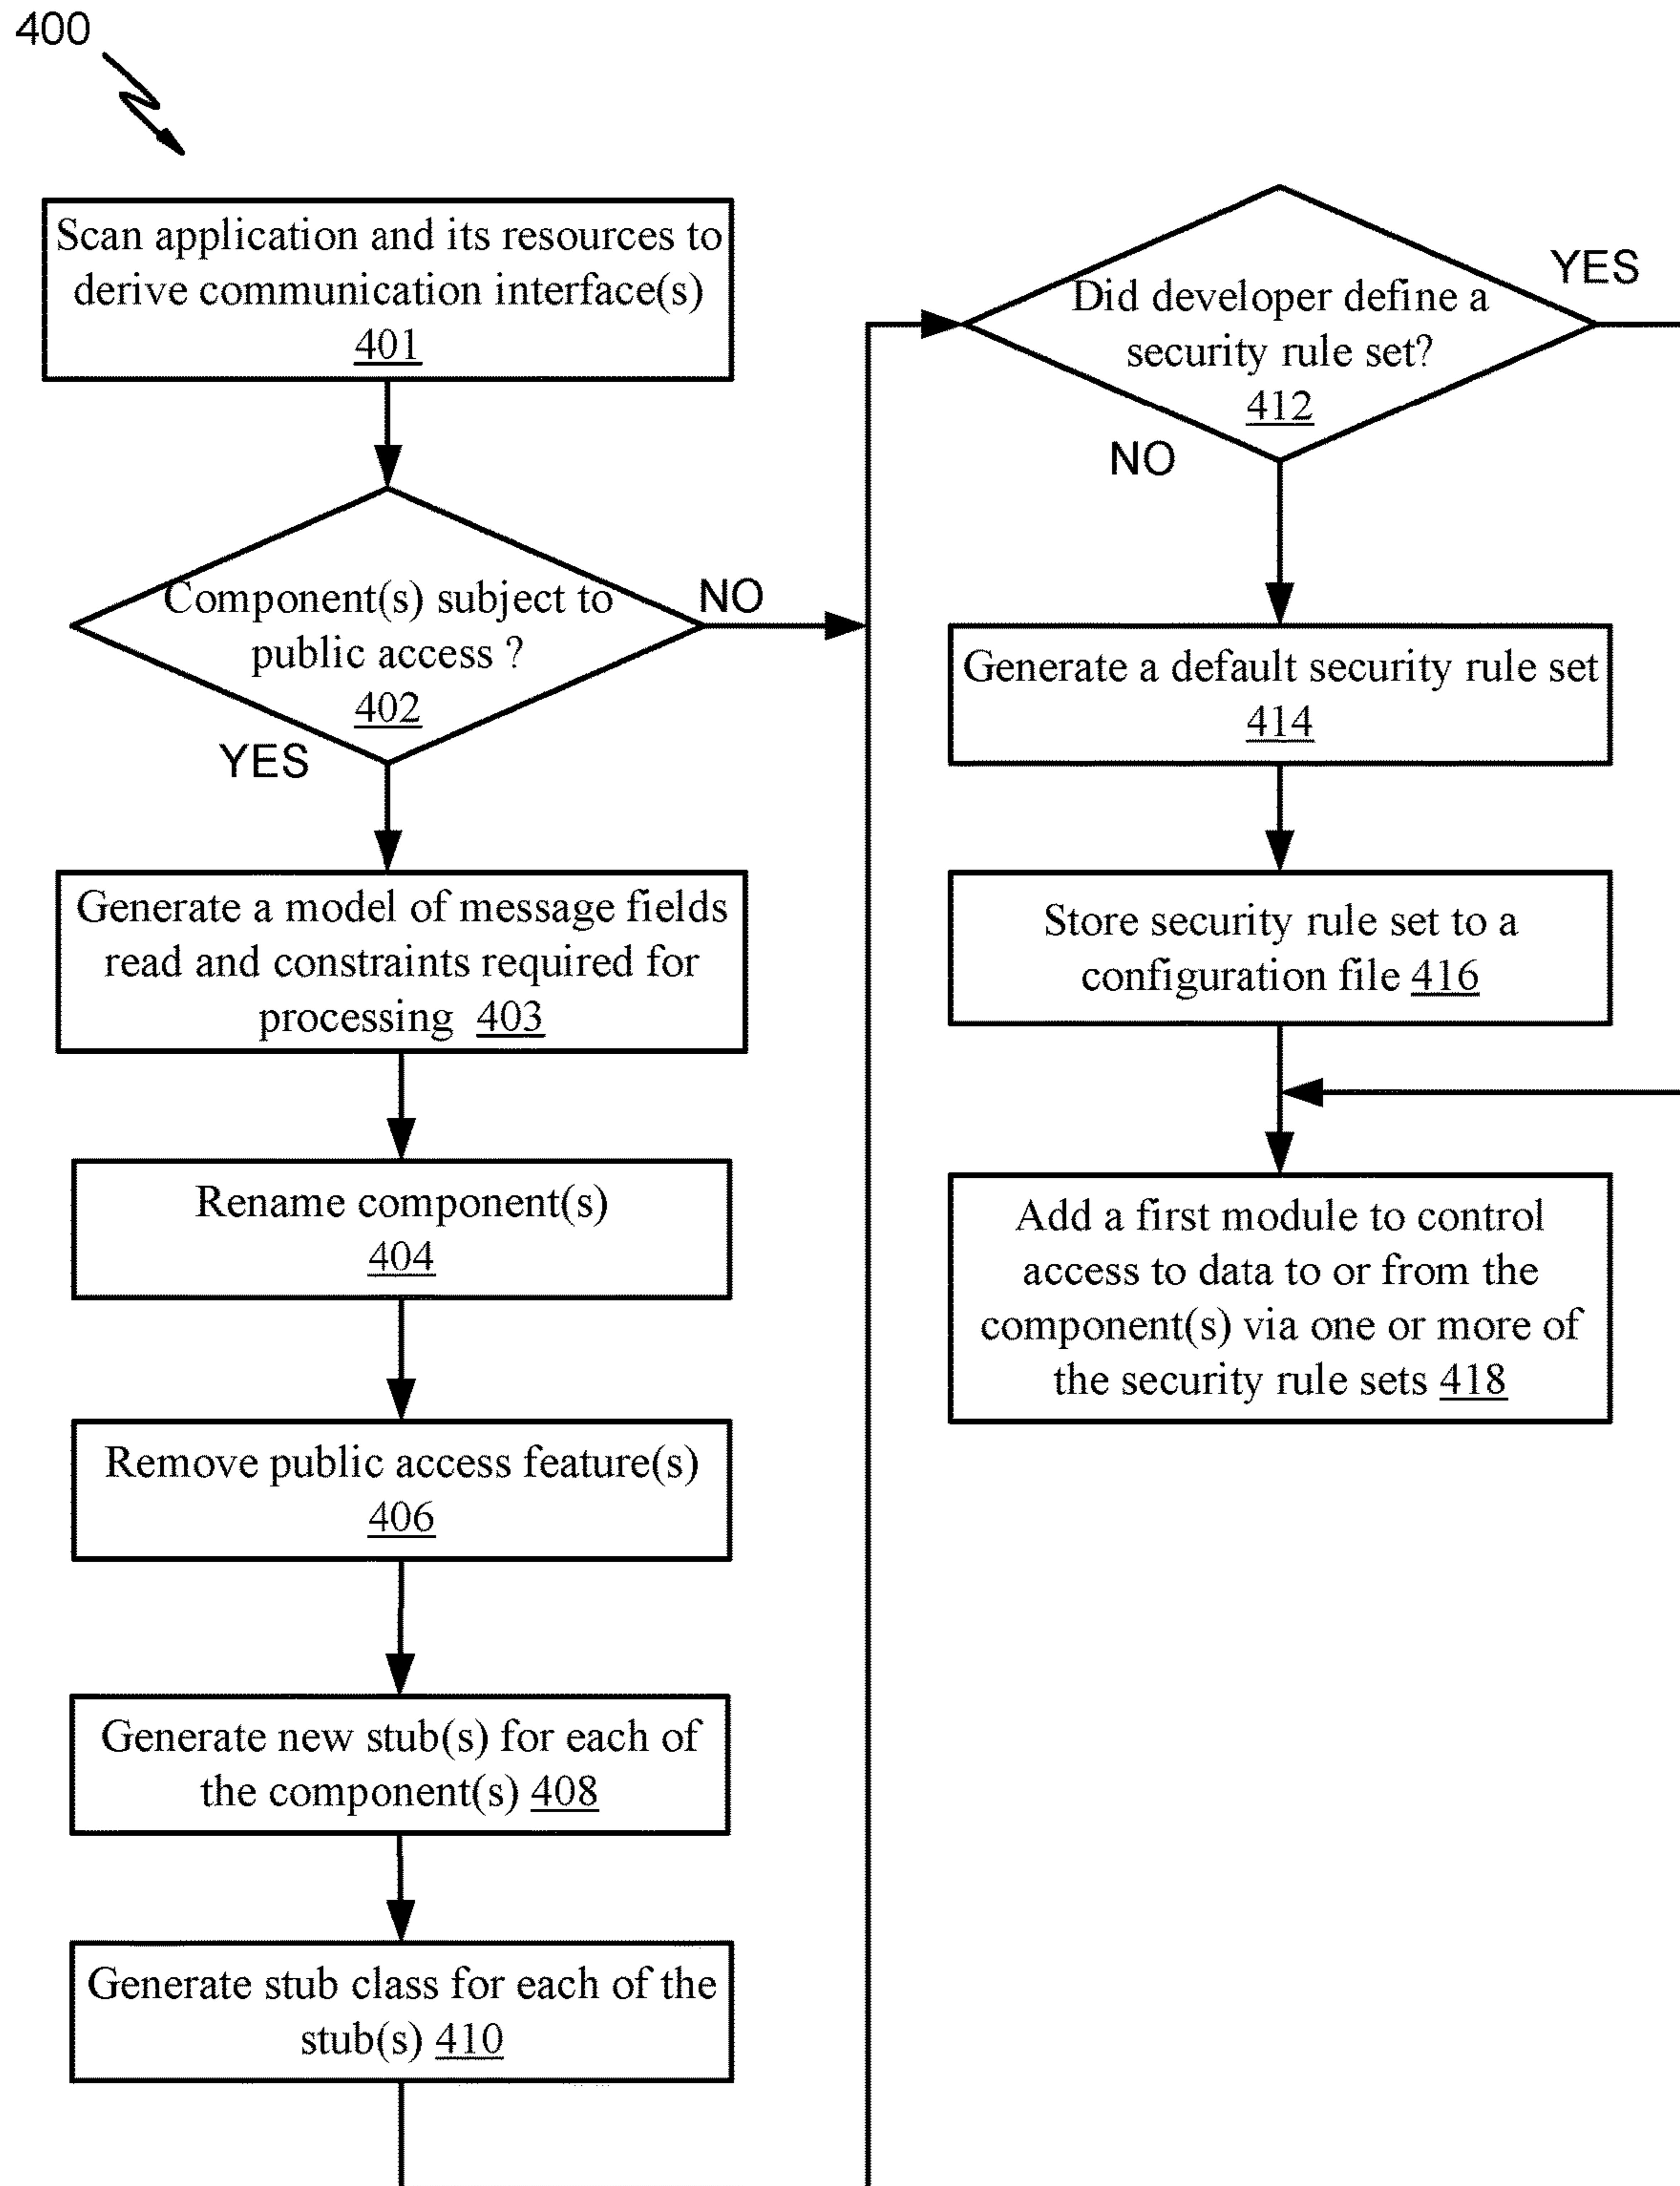 400
Scan application and its resources to
derive communication interface(s)
401
Component(s) subject to
public access ?
402
NO
YES
Generate a model of message fields
read and constraints required for
processing 403
Rename component(s)
404
Remove public access feature(s)
406
Generate new stub(s) for each of
the component(s) 408
Generate stub class for each of the
stub(s) 410
Did developer define a
security rule set?
412
YES
NO
Generate a default security rule set
414
Store security rule set to a
configuration file 416
Add a first module to control
access to data to or from the
component(s) via one or more of
the security rule sets 418